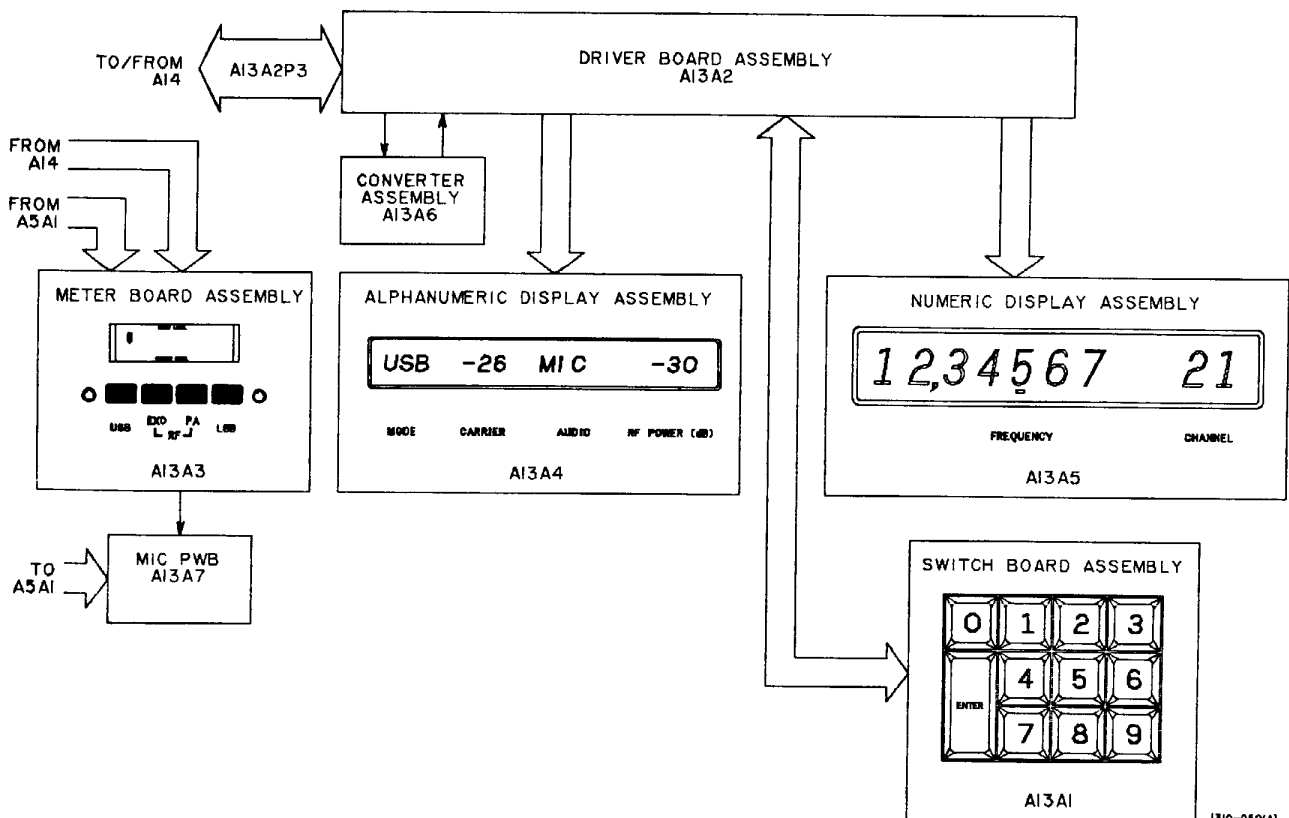 TO/FROM
A14
A13A2P3
DRIVER BOARD ASSEMBLY
A13A2
FROM
A14
FROM
A5A1
CONVERTER
ASSEMBLY
A13A6
METER BOARD ASSEMBLY
USB EXO PA LSB
RF
A13A3
ALPHANUMERIC DISPLAY ASSEMBLY
USB -26 MIC -30
MODE CARRIER AUDIO RF POWER (dB)
A13A4
NUMERIC DISPLAY ASSEMBLY
12,34567 21
FREQUENCY CHANNEL
A13A5
TO
A5A1
MIC PWB
A13A7
SWITCH BOARD ASSEMBLY
0 1 2 3
ENTER 4 5 6
7 8 9
A13A1